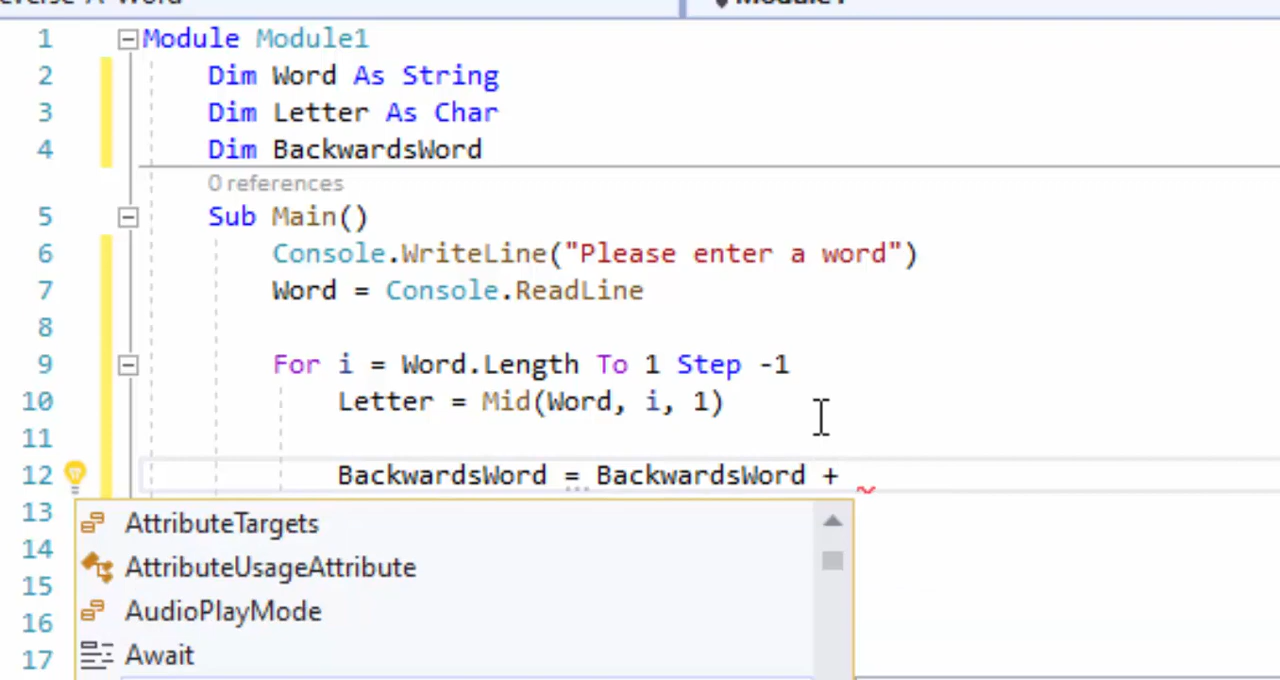 everse A Word Module1
1 Module Module1
2 Dim Word As String
3 Dim Letter As Char
4 Dim BackwardsWord
0 references
5 Sub Main()
6 Console.WriteLine("Please enter a word")
7 Word = Console.ReadLine
8
9 For i = Word.Length To 1 Step -1
10 Letter = Mid(Word, i, 1)
11
12 BackwardsWord = BackwardsWord +
13 AttributeTargets
14 AttributeUsageAttribute
15 AudioPlayMode
16 Await
17